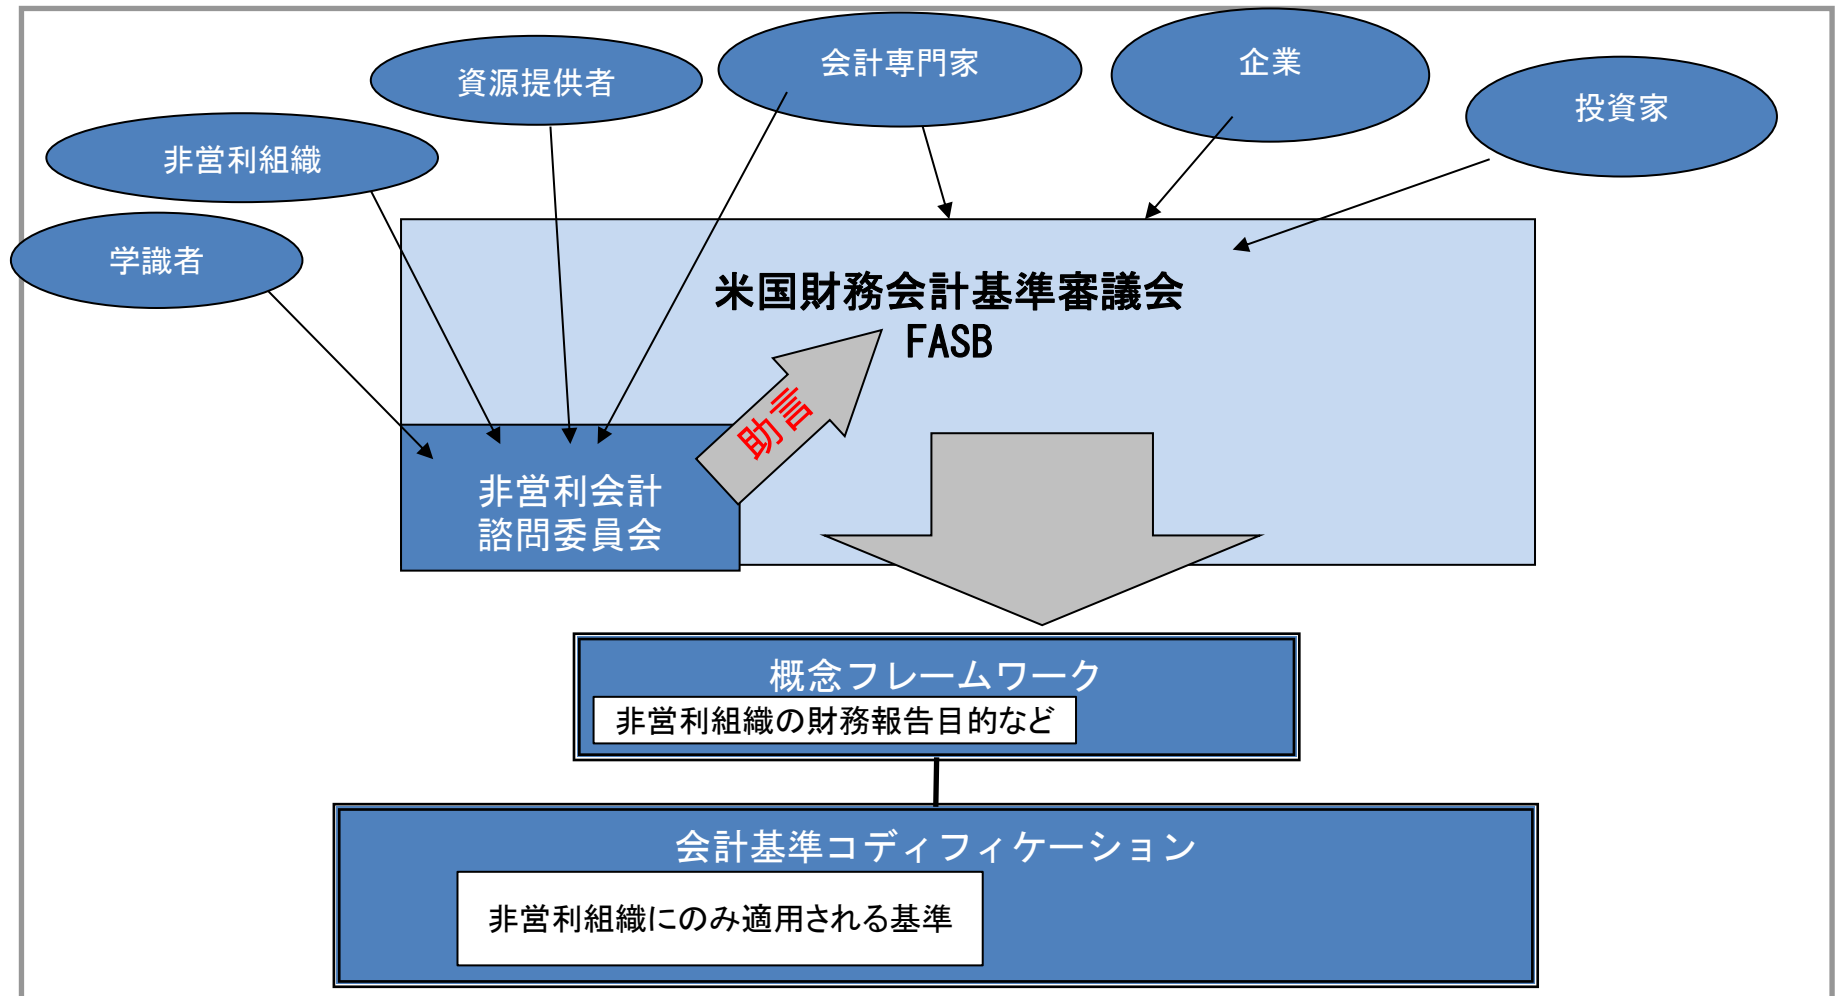 会計専門家
企業
資源提供者
投資家
非営利組織
学識者
米国財務会計基準審議会
FASB
助言
非営利会計
諮問委員会
概念フレームワーク
非営利組織の財務報告目的など
会計基準コディフィケーション
非営利組織にのみ適用される基準